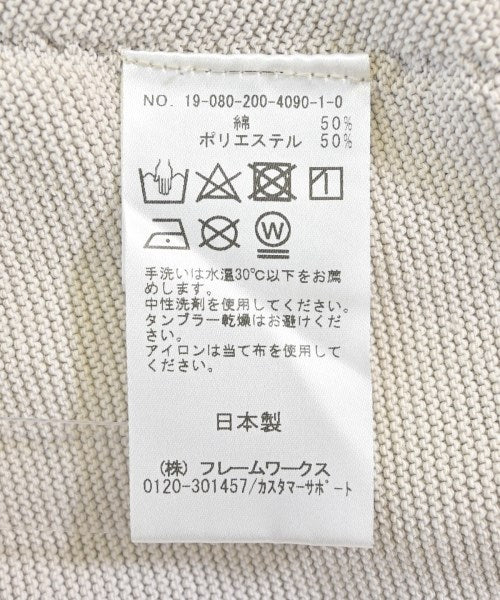 NO. 19-080-200-4090-1-0
綿 50%
ポリエステル 50%
W
手洗いは水温30℃以下をお薦
めします。
中性洗剤を使用してください。
タンブラー乾燥はお避けくだ
さい。
アイロンは当て布を使用して
ください。
日本製
(株) フレームワークス
0120-301457/カスタマーサポート